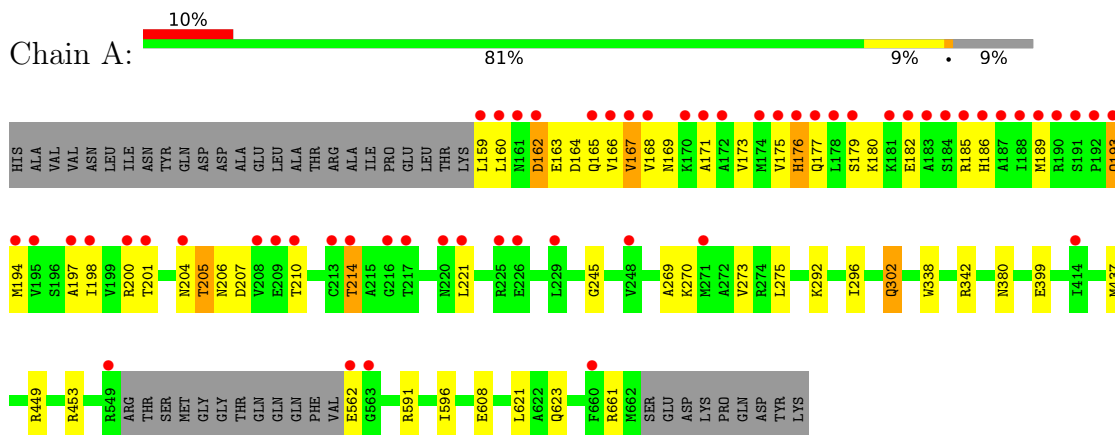 10%
Chain A:
81% 9% • 9%
HIS ALA VAL VAL ASN LEU ILE ASN TYR GLN ASP ASP ALA GLU LEU ALA THR ARG ALA ILE PRO GLU LEU THR LYS L159 L160 N161 D162 E163 D164 Q165 V166 V167 V168 N169 K170 A171 A172 V173 M174 V175 H176 Q177 L178 S179 K180 K181 E182 A183 S184 R185 H186 A187 I188 M189 R190 S191 P192 Q193
M194 V195 S196 A197 I198 V199 R200 T201 N204 T205 N206 D207 V208 E209 T210 C213 T214 A215 G216 T217 N220 L221 R225 E226 L229 G245 V248 A269 K270 M271 A272 V273 R274 L275 K292 I296 Q302 W338 R342 N380 E399 I414 M437
R449 R453 R549 ARG THR SER MET GLY GLY THR GLN GLN GLN PHE VAL E562 G563 R591 I596 E608 L621 A622 Q623 F660 R661 M662 SER GLU ASP LYS PRO GLN ASP TYR LYS